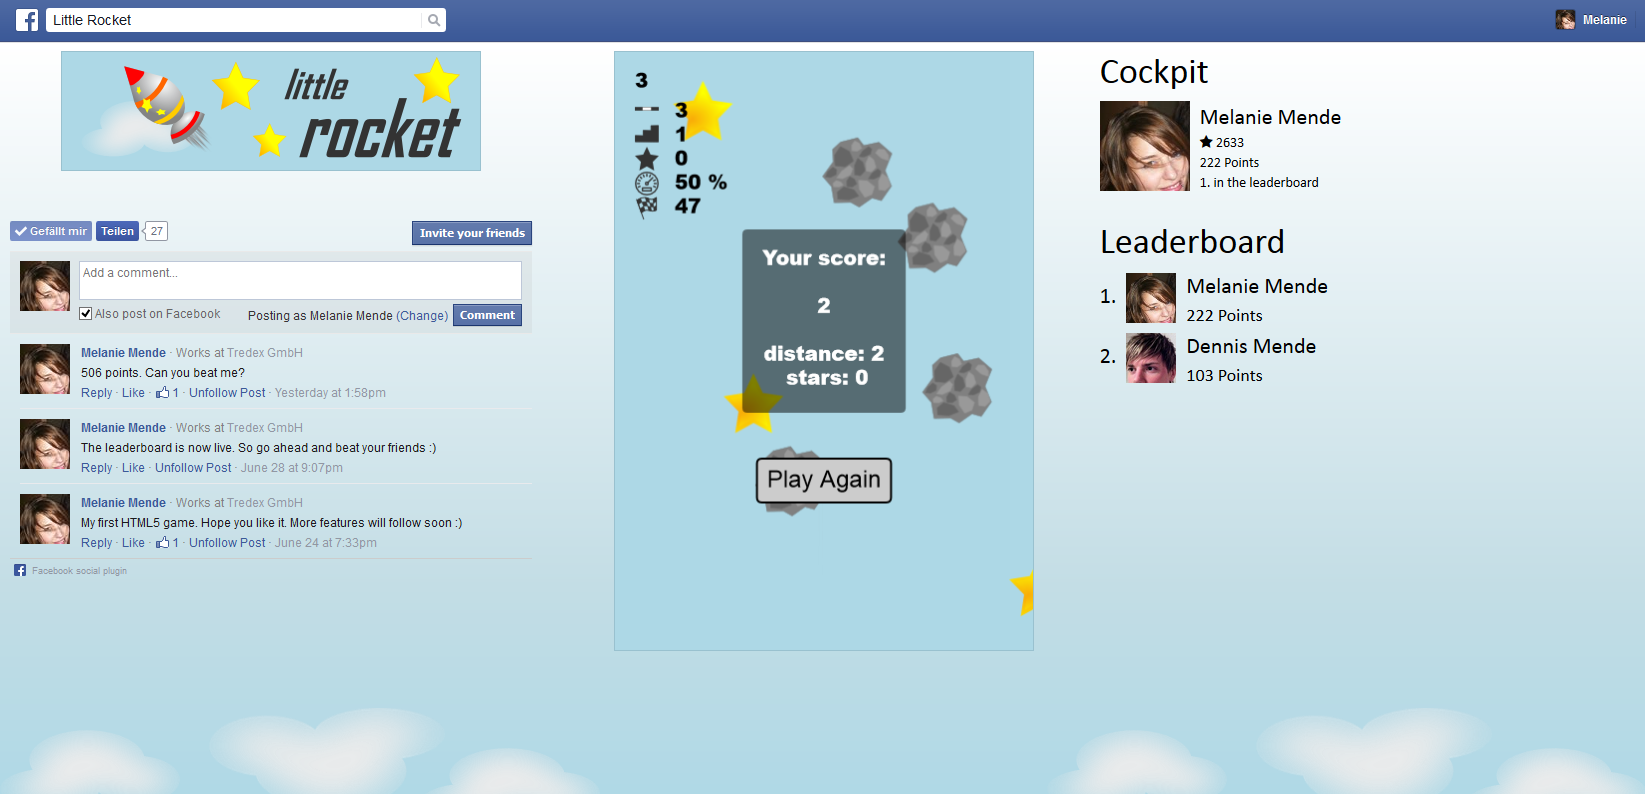 Little Rocket
Melanie
little
rocket
Gefällt mir
Teilen
27
Invite your friends
Add a comment...
Also post on Facebook
Posting as Melanie Mende (Change)
Comment
Melanie Mende · Works at Tredex GmbH
506 points. Can you beat me?
Reply · Like · 1 · Unfollow Post · Yesterday at 1:58pm
Melanie Mende · Works at Tredex GmbH
The leaderboard is now live. So go ahead and beat your friends :)
Reply · Like · Unfollow Post · June 28 at 9:07pm
Melanie Mende · Works at Tredex GmbH
My first HTML5 game. Hope you like it. More features will follow soon :)
Reply · Like · 1 · Unfollow Post · June 24 at 7:33pm
Facebook social plugin
3
3
1
0
50 %
47
Your score:
2
distance: 2
stars: 0
Play Again
Cockpit
Melanie Mende
2633
222 Points
1. in the leaderboard
Leaderboard
1.
Melanie Mende
222 Points
2.
Dennis Mende
103 Points